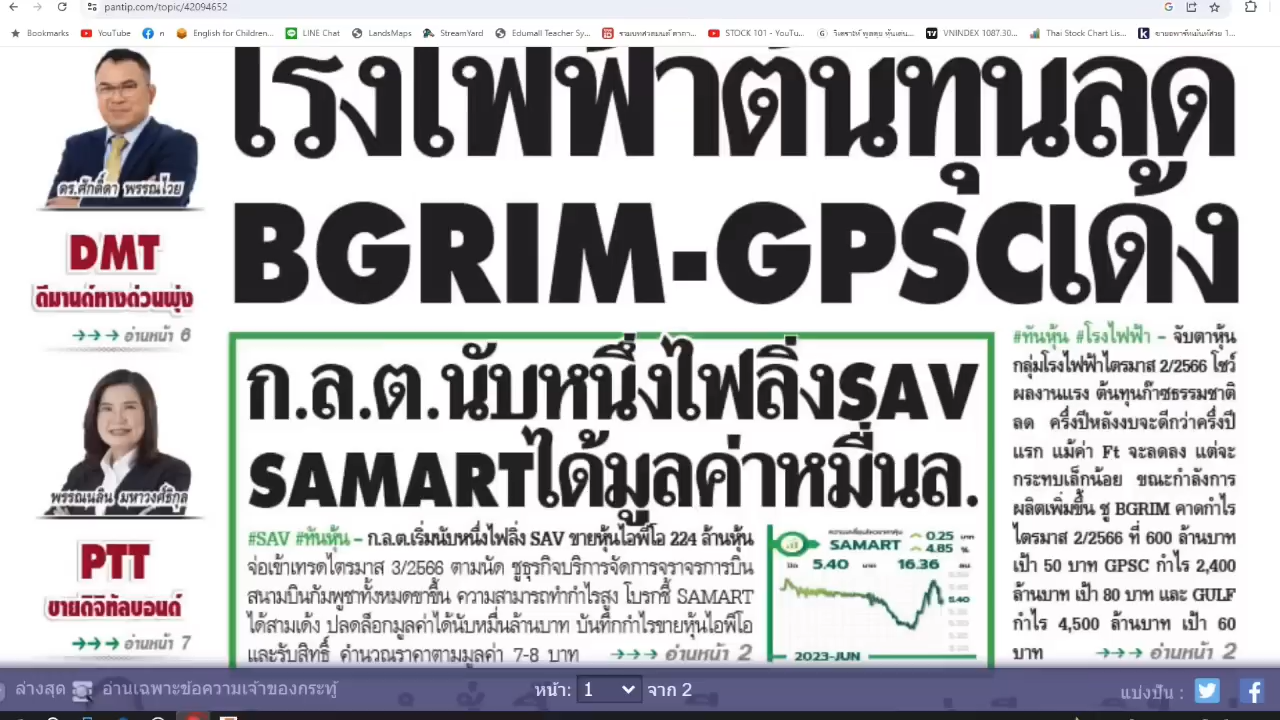 pantip.com/topic/42094652
Bookmarks YouTube n English for Children... LINE Chat LandsMaps StreamYard Edumall Teacher Sy... STOCK 101 - YouTu... VNINDEX 1087.30... Thai Stock Chart Lis...
โรงไฟฟ้าต้นทุนลด
BGRIM-GPSCเด้ง
ดร.ศักดิ์ดา พรรณไวย
DMT
ดีมานด์ทางด่วนพุ่ง
อ่านหน้า 6
พรรณนลิน มหาวงศ์ธิกุล
PTT
ขายดิจิทัลบอนด์
อ่านหน้า 7
ก.ล.ต.นับหนึ่งไฟลิ่งSAV
SAMARTได้มูลค่าหมื่นล.
#SAV #ทันหุ้น – ก.ล.ต.เริ่มนับหนึ่งไฟลิ่ง SAV ขายหุ้นไอพีโอ 224 ล้านหุ้น
จ่อเข้าเทรดไตรมาส 3/2566 ตามนัด ชูธุรกิจบริการจัดการจราจรการบิน
สนามบินกัมพูชาทั้งหมดขาขึ้น ความสามารถทำกำไรสูง โบรกชี้ SAMART
ได้สามเด้ง ปลดล็อกมูลค่าได้นับหมื่นล้านบาท บันทึกกำไรขายหุ้นไอพีโอ
และรับสิทธิ์ คำนวณราคาตามมูลค่า 7-8 บาท อ่านหน้า 2
SAMART 0.25 บาท
4.85 %
ปิด 5.40 บาท 16.36 ลบ.
5.40
2023-JUN
#ทันหุ้น #โรงไฟฟ้า – จับตาหุ้น
กลุ่มโรงไฟฟ้าไตรมาส 2/2566 โชว์
ผลงานแรง ต้นทุนก๊าซธรรมชาติ
ลด ครึ่งปีหลังงบจะดีกว่าครึ่งปี
แรก แม้ค่า Ft จะลดลง แต่จะ
กระทบเล็กน้อย ขณะกำลังการ
ผลิตเพิ่มขึ้น ชู BGRIM คาดกำไร
ไตรมาส 2/2566 ที่ 600 ล้านบาท
เป้า 50 บาท GPSC กำไร 2,400
ล้านบาท เป้า 80 บาท และ GULF
กำไร 4,500 ล้านบาท เป้า 60
บาท อ่านหน้า 2
ล่างสุด อ่านเฉพาะข้อความเจ้าของกระทู้ หน้า: 1 จาก 2 แบ่งปัน :